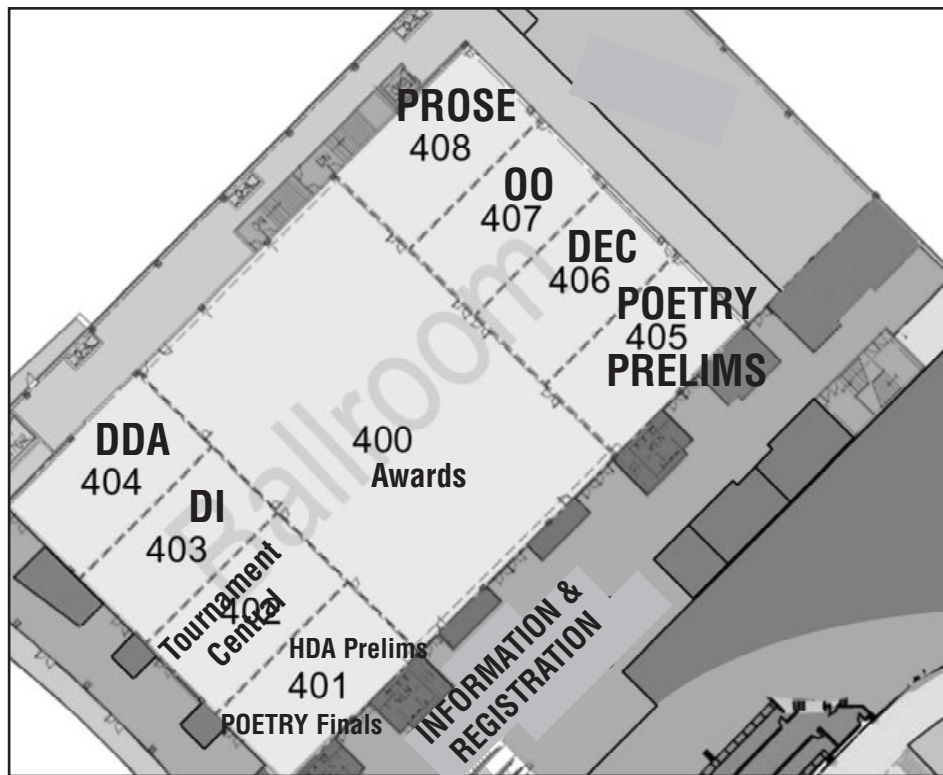 PROSE
408
OO
407
DEC
406
POETRY
405
PRELIMS
Ballroom
400
Awards
DDA
404
DI
403
Tournament
402
Central
HDA Prelims
401
POETRY Finals
INFORMATION &
REGISTRATION